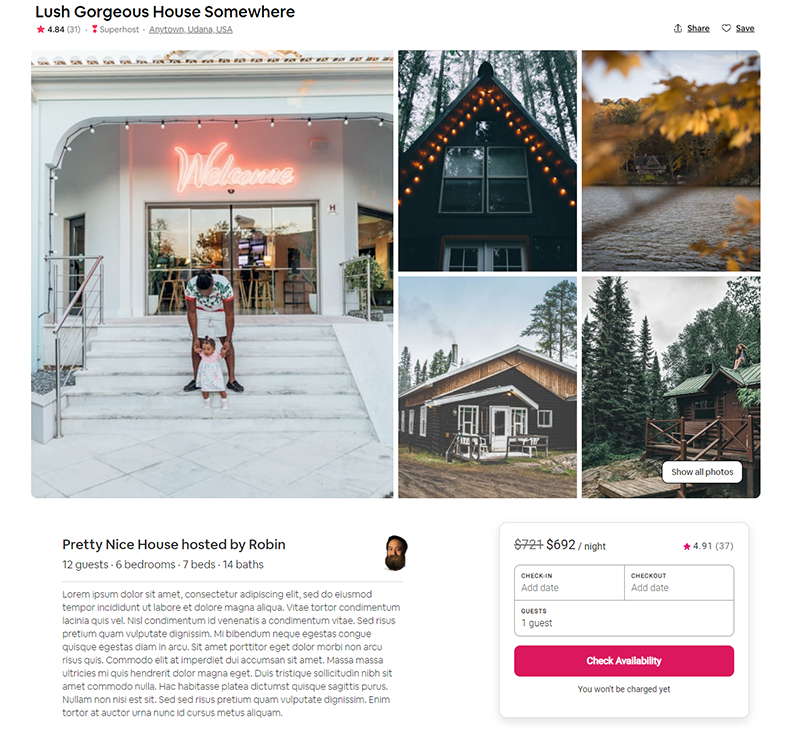 Lush Gorgeous House Somewhere
4.84 (31) · Superhost · Anytown, Udana, USA
Share
Save
Welcome
H
Show all photos
Pretty Nice House hosted by Robin
12 guests · 6 bedrooms · 7 beds · 14 baths
Lorem ipsum dolor sit amet, consectetur adipiscing elit, sed do eiusmod
tempor incididunt ut labore et dolore magna aliqua. Vitae tortor condimentum
lacinia quis vel. Nisl condimentum id venenatis a condimentum vitae. Sed risus
pretium quam vulputate dignissim. Mi bibendum neque egestas congue
quisque egestas diam in arcu. Sit amet porttitor eget dolor morbi non arcu
risus quis. Commodo elit at imperdiet dui accumsan sit amet. Massa massa
ultricies mi quis hendrerit dolor magna eget. Duis tristique sollicitudin nibh sit
amet commodo nulla. Hac habitasse platea dictumst quisque sagittis purus.
Nullam non nisi est sit. Sed sed risus pretium quam vulputate dignissim. Enim
tortor at auctor urna nunc id cursus metus aliquam.
$721 $692 / night
4.91 (37)
CHECK-IN
Add date
CHECKOUT
Add date
GUESTS
1 guest
Check Availability
You won't be charged yet